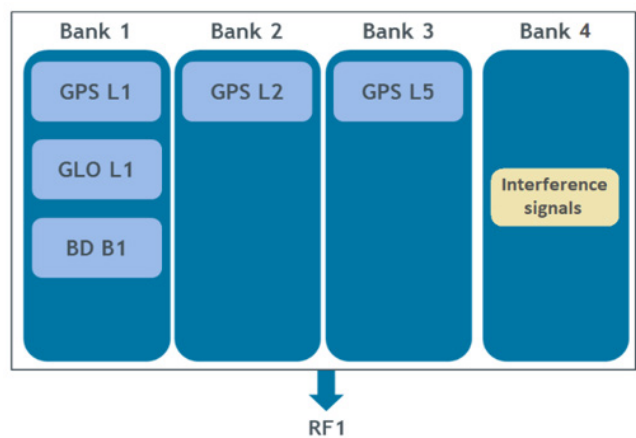 Bank 1 Bank 2 Bank 3 Bank 4
GPS L1 GPS L2 GPS L5
GLO L1
Interference
signals
BD B1
RF1